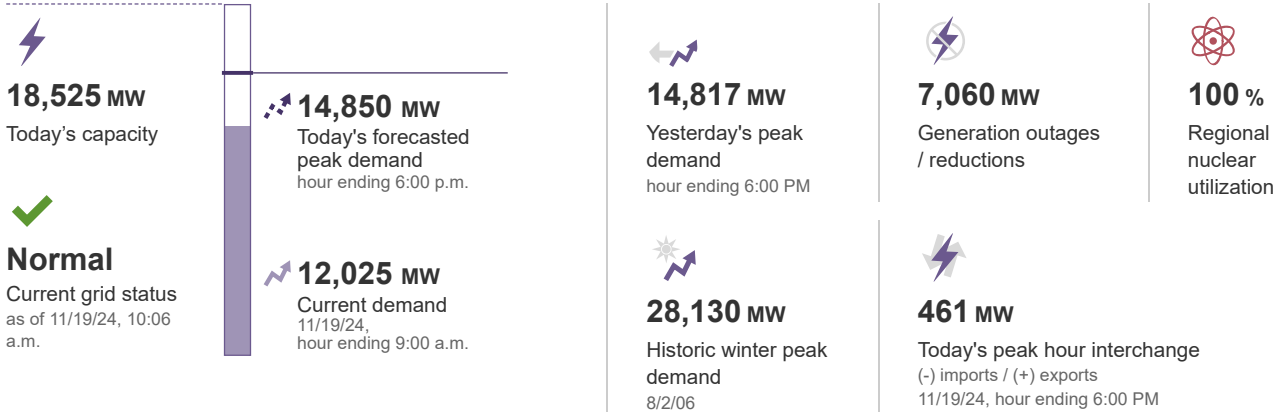 18,525 MW
Today's capacity
Normal
Current grid status
as of 11/19/24, 10:06
a.m.
14,850 MW
Today's forecasted
peak demand
hour ending 6:00 p.m.
12,025 MW
Current demand
11/19/24,
hour ending 9:00 a.m.
14,817 MW
Yesterday's peak
demand
hour ending 6:00 PM
7,060 MW
Generation outages
/ reductions
100 %
Regional
nuclear
utilization
28,130 MW
Historic winter peak
demand
8/2/06
461 MW
Today's peak hour interchange
(-) imports / (+) exports
11/19/24, hour ending 6:00 PM